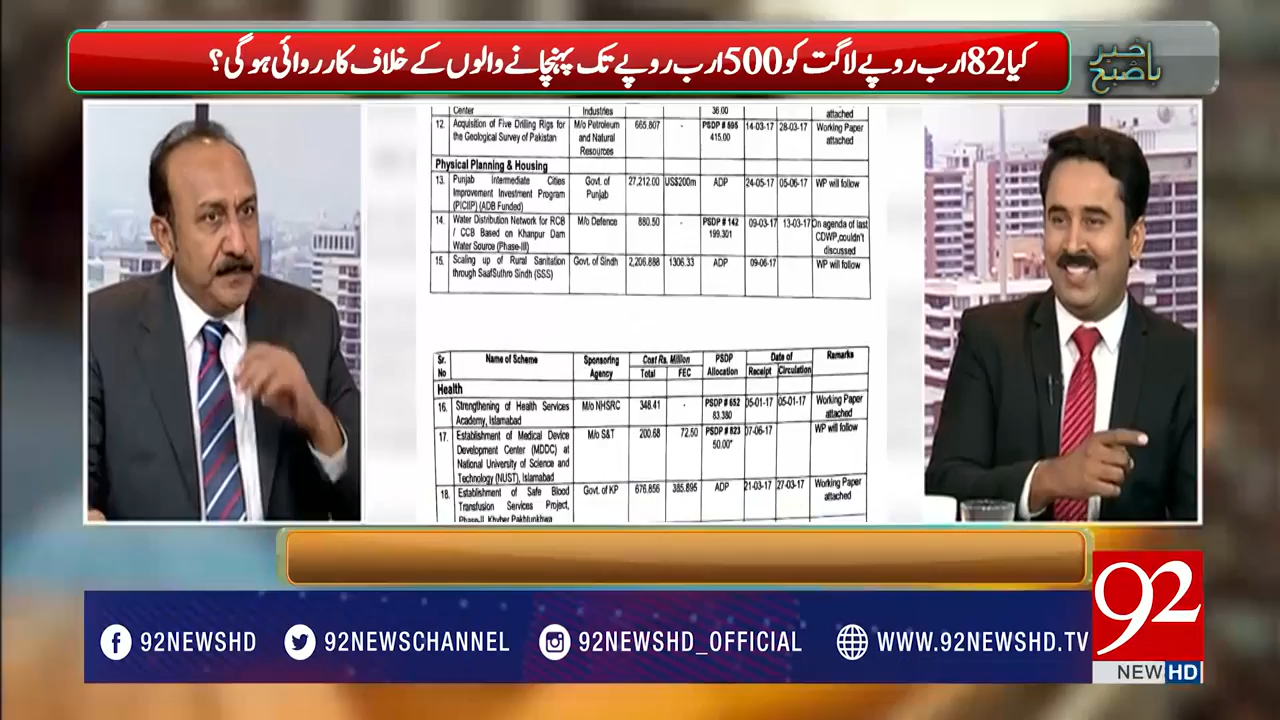 کیا 82 ارب روپے لاگت کو 500 ارب روپے تک پہنچانے والوں کے خلاف کارروائی ہوگی؟
باخبر
صبح
Center Industries 36.00 attached
12. Acquisition of Five Drilling Rigs for the Geological Survey of Pakistan M/o Petroleum and Natural Resources 665.807 - PSDP # 595 415.00 14-03-17 28-03-17 Working Paper attached
Physical Planning & Housing
13. Punjab Intermediate Cities Improvement Investment Program (PICIIP) (ADB Funded) Govt. of Punjab 27,212.00 US$200m ADP 24-05-17 05-06-17 WP will follow
14. Water Distribution Network for RCB / CCB Based on Khanpur Dam Water Source (Phase-III) M/o Defence 880.50 - PSDP # 142 199.301 09-03-17 13-03-17 On agenda of last CDWP,couldn't discussed
15. Scaling up of Rural Sanitation through SaafSuthro Sindh (SSS) Govt. of Sindh 2,206.888 1306.33 ADP 09-06-17 WP will follow
Sr. No Name of Scheme Sponsoring Agency Cost Rs. Million Total FEC PSDP Allocation Date of Receipt Circulation Remarks
Health
16. Strengthening of Health Services Academy, Islamabad M/o NHSRC 348.41 - PSDP # 652 83.380 05-01-17 05-01-17 Working Paper attached
17. Establishment of Medical Device Development Center (MDDC) at National University of Science and Technology (NUST), Islamabad M/o S&T 200.68 72.50 PSDP # 823 50.00* 07-06-17 WP will follow
18. Establishment of Safe Blood Transfusion Services Project, Phase-II, Khyber Pakhtunkhwa Govt. of KP 676.856 385.895 ADP 21-03-17 27-03-17 Working Paper attached
92NEWSHD 92NEWSCHANNEL 92NEWSHD_OFFICIAL WWW.92NEWSHD.TV
92
NEWS HD